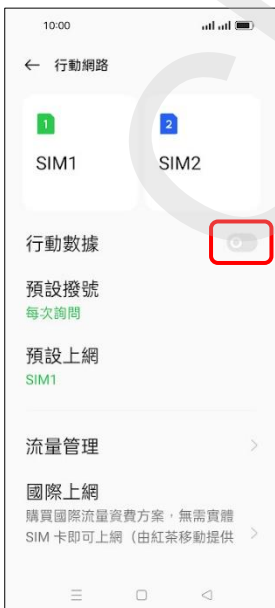 10:00
行動網路
1
2
SIM1
SIM2
行動數據
預設撥號
每次詢問
預設上網
SIM1
流量管理
國際上網
購買國際流量資費方案，無需實體
SIM 卡即可上網（由紅茶移動提供